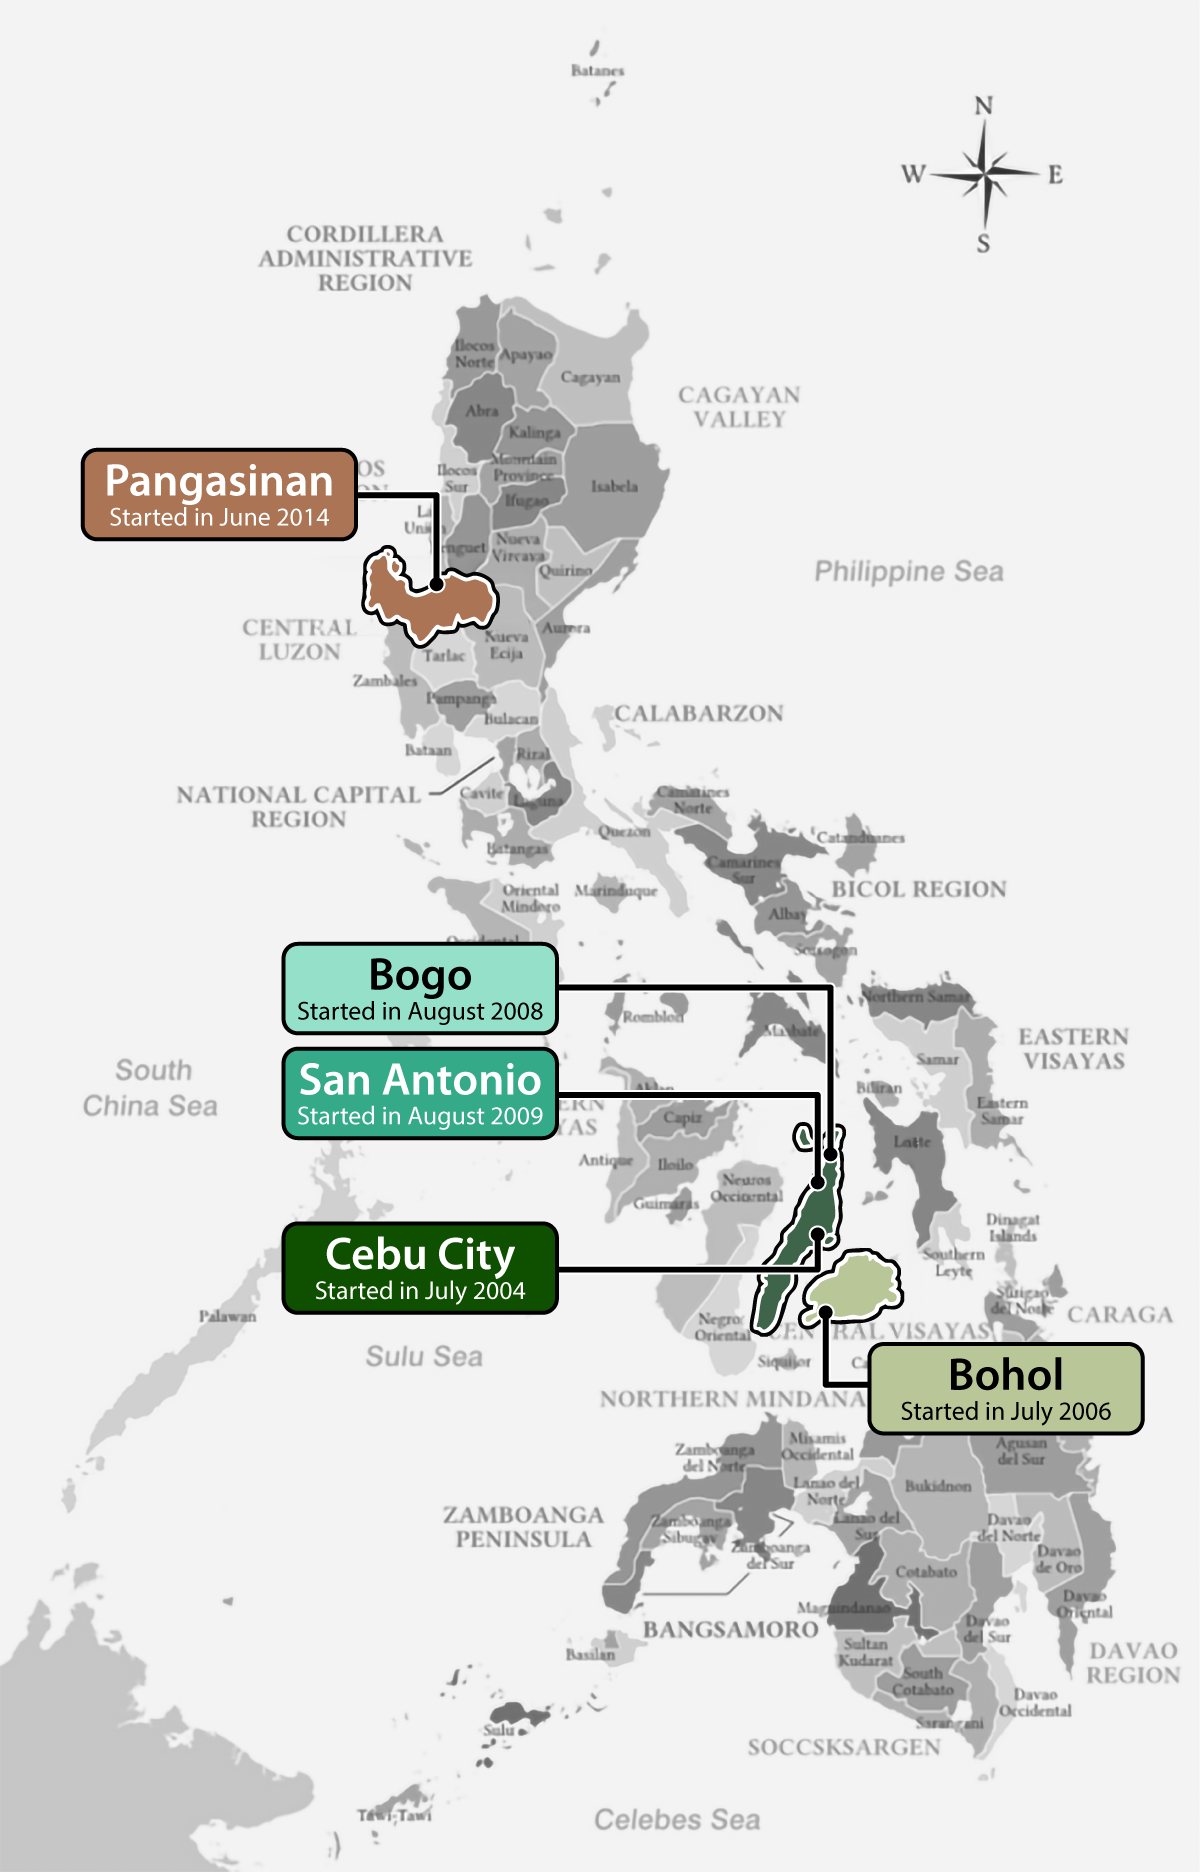 Batanes
N
W
E
S
CORDILLERA
ADMINISTRATIVE
REGION
Ilocos
Norte
Apayao
Cagayan
CAGAYAN
VALLEY
Abra
Kalinga
Mountain
Province
Ilocos
Sur
Isabela
Ifugao
Pangasinan
Started in June 2014
Nueva
Vizcaya
Quirino
Philippine Sea
CENTRAL
LUZON
Aurora
Nueva
Ecija
Tarlac
Zambales
Pampanga
Bulacan
CALABARZON
Bataan
Rizal
NATIONAL CAPITAL
REGION
Cavite
Laguna
Camarines
Norte
Quezon
Catanduanes
Batangas
Camarines
Sur
BICOL REGION
Oriental
Mindoro
Marinduque
Albay
Occidental
Sorsogon
Bogo
Started in August 2008
Northern Samar
Romblon
Masbate
EASTERN
VISAYAS
Samar
South
China Sea
San Antonio
Started in August 2009
Biliran
Eastern
Samar
Aklan
Capiz
Leyte
Antique
Iloilo
Negros
Occidental
Guimaras
Dinagat
Islands
Cebu City
Started in July 2004
Southern
Leyte
Surigao
del Norte
CARAGA
Palawan
Negros
Oriental
CENTRAL VISAYAS
Sulu Sea
Siquijor
Bohol
Started in July 2006
NORTHERN MINDANA
Misamis
Occidental
Zamboanga
del Norte
Agusan
del Sur
Bukidnon
Lanao del
Norte
ZAMBOANGA
PENINSULA
Zamboanga
Sibugay
Lanao del
Sur
Davao
del Norte
Zamboanga
del Sur
Davao
de Oro
Cotabato
Maguindanao
Davao
Oriental
BANGSAMORO
Davao
del Sur
Basilan
Sultan
Kudarat
DAVAO
REGION
South
Cotabato
Davao
Occidental
Sarangani
Sulu
SOCCSKSARGEN
Tawi-Tawi
Celebes Sea